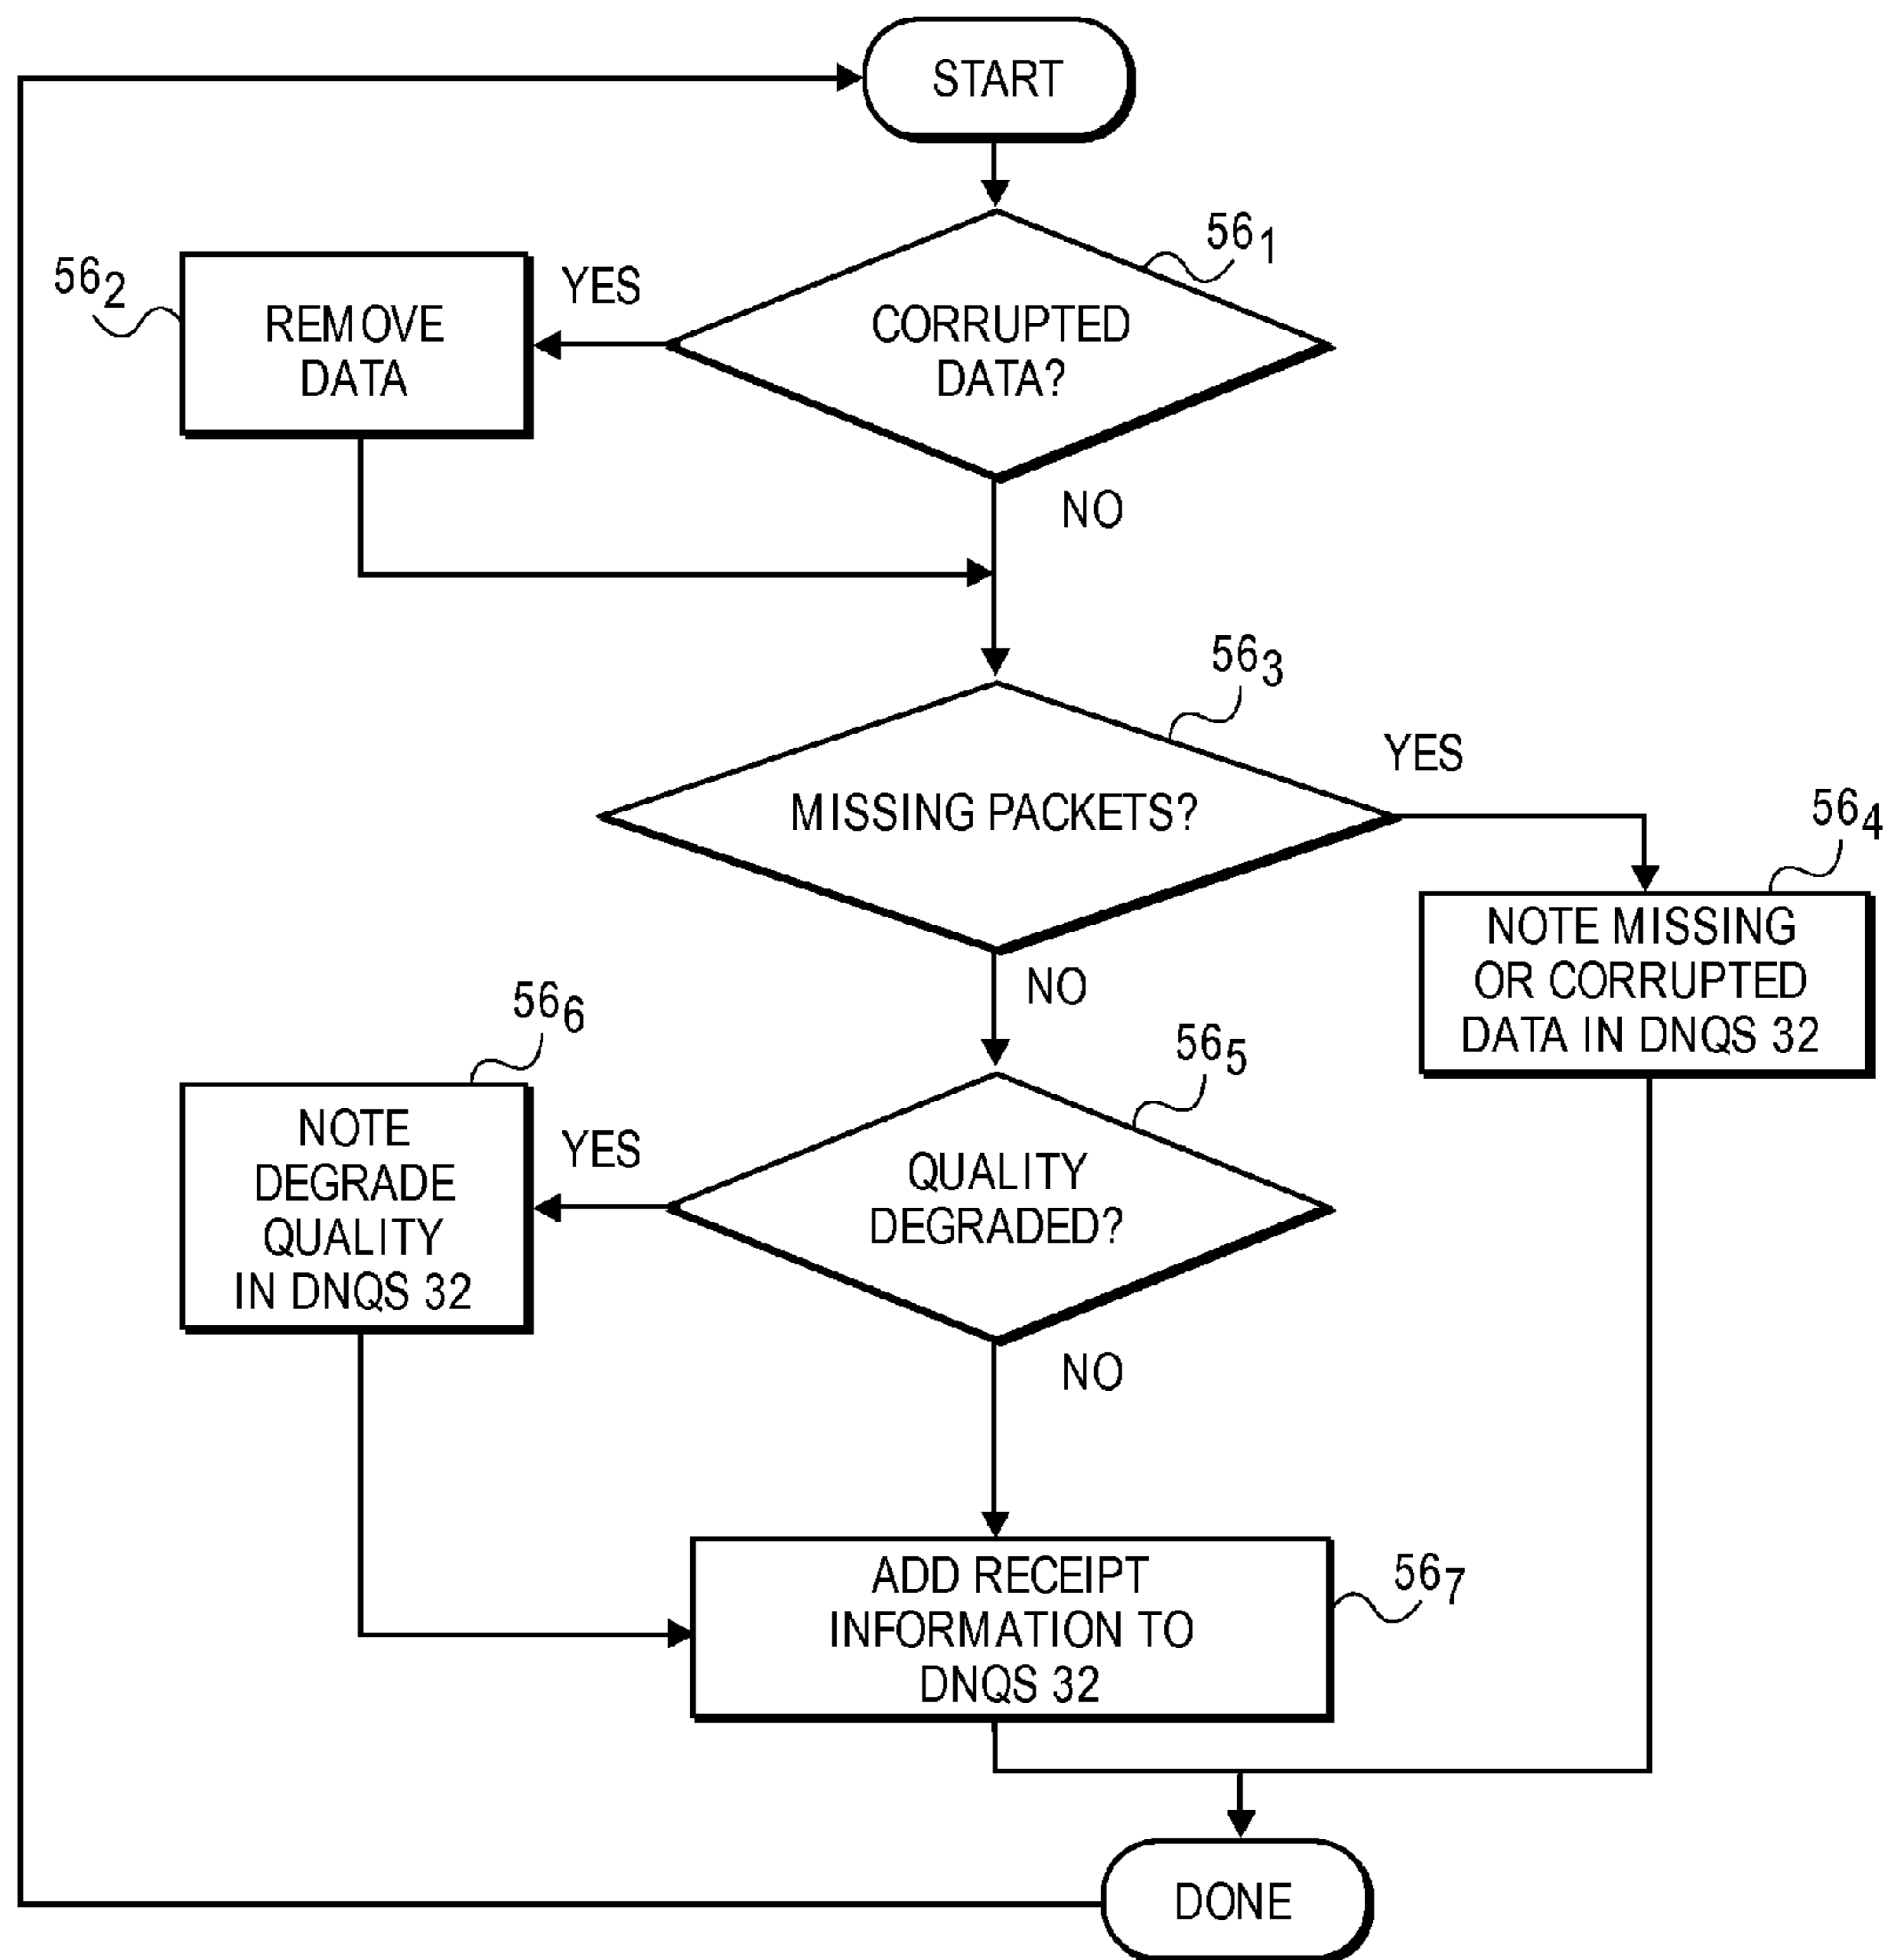 START
56₁
CORRUPTED
DATA?
YES
56₂
REMOVE
DATA
NO
56₃
MISSING PACKETS?
YES
56₄
NOTE MISSING
OR CORRUPTED
DATA IN DNQS 32
NO
56₅
QUALITY
DEGRADED?
YES
56₆
NOTE
DEGRADE
QUALITY
IN DNQS 32
NO
56₇
ADD RECEIPT
INFORMATION TO
DNQS 32
DONE